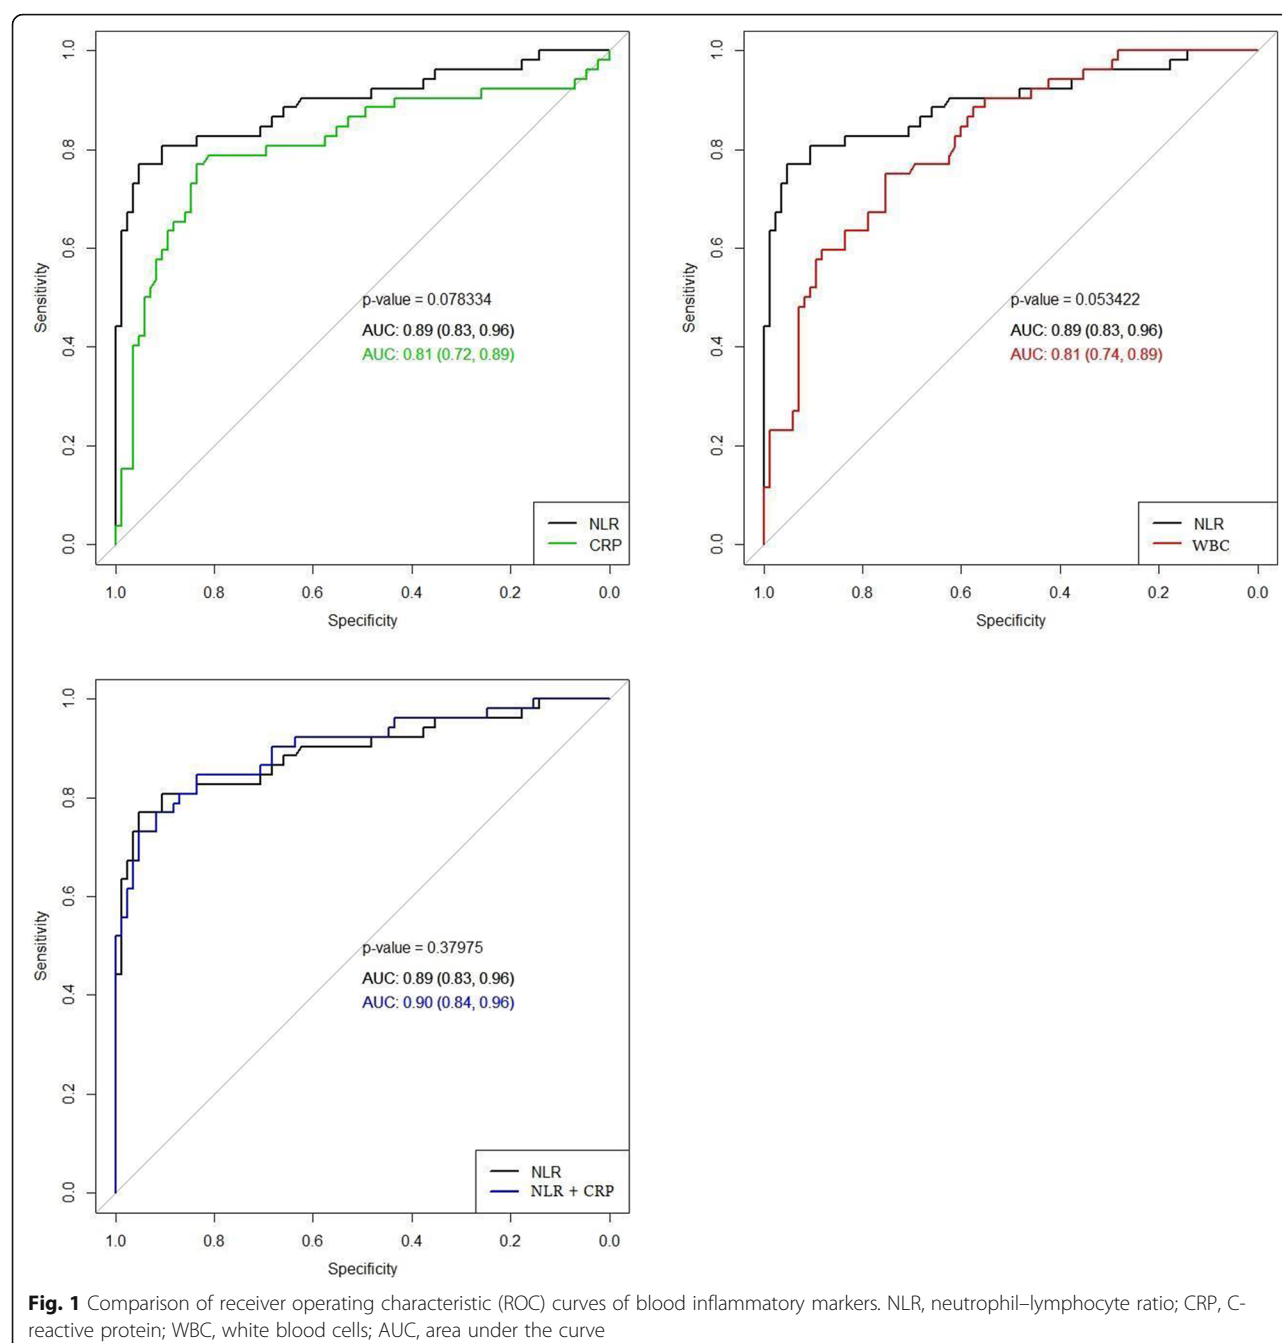 1.0
0.8
0.6
0.4
0.2
0.0
Sensitivity
p-value = 0.078334
AUC: 0.89 (0.83, 0.96)
AUC: 0.81 (0.72, 0.89)
NLR
CRP
1.0 0.8 0.6 0.4 0.2 0.0
Specificity
1.0
0.8
0.6
0.4
0.2
0.0
Sensitivity
p-value = 0.053422
AUC: 0.89 (0.83, 0.96)
AUC: 0.81 (0.74, 0.89)
NLR
WBC
1.0 0.8 0.6 0.4 0.2 0.0
Specificity
1.0
0.8
0.6
0.4
0.2
0.0
Sensitivity
p-value = 0.37975
AUC: 0.89 (0.83, 0.96)
AUC: 0.90 (0.84, 0.96)
NLR
NLR + CRP
1.0 0.8 0.6 0.4 0.2 0.0
Specificity
Fig. 1 Comparison of receiver operating characteristic (ROC) curves of blood inflammatory markers. NLR, neutrophil–lymphocyte ratio; CRP, C-
reactive protein; WBC, white blood cells; AUC, area under the curve